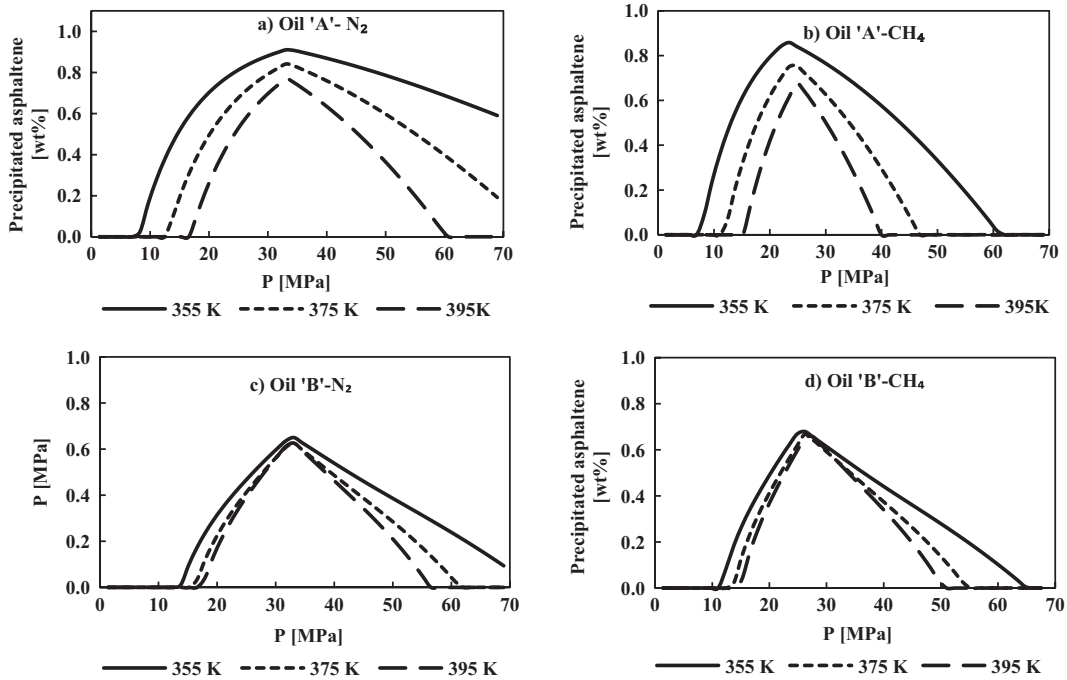 a) Oil 'A'- N₂
Precipitated asphaltene
[wt%]
1.0
0.8
0.6
0.4
0.2
0.0
0 10 20 30 40 50 60 70
P [MPa]
355 K 375 K 395K
b) Oil 'A'-CH₄
Precipitated asphaltene
[wt%]
1.0
0.8
0.6
0.4
0.2
0.0
0 10 20 30 40 50 60 70
P [MPa]
355 K 375 K 395K
c) Oil 'B'-N₂
P [MPa]
1.0
0.8
0.6
0.4
0.2
0.0
0 10 20 30 40 50 60 70
P [MPa]
355 K 375 K 395 K
d) Oil 'B'-CH₄
Precipitated asphaltene
[wt%]
1.0
0.8
0.6
0.4
0.2
0.0
0 10 20 30 40 50 60 70
P [MPa]
355 K 375 K 395 K